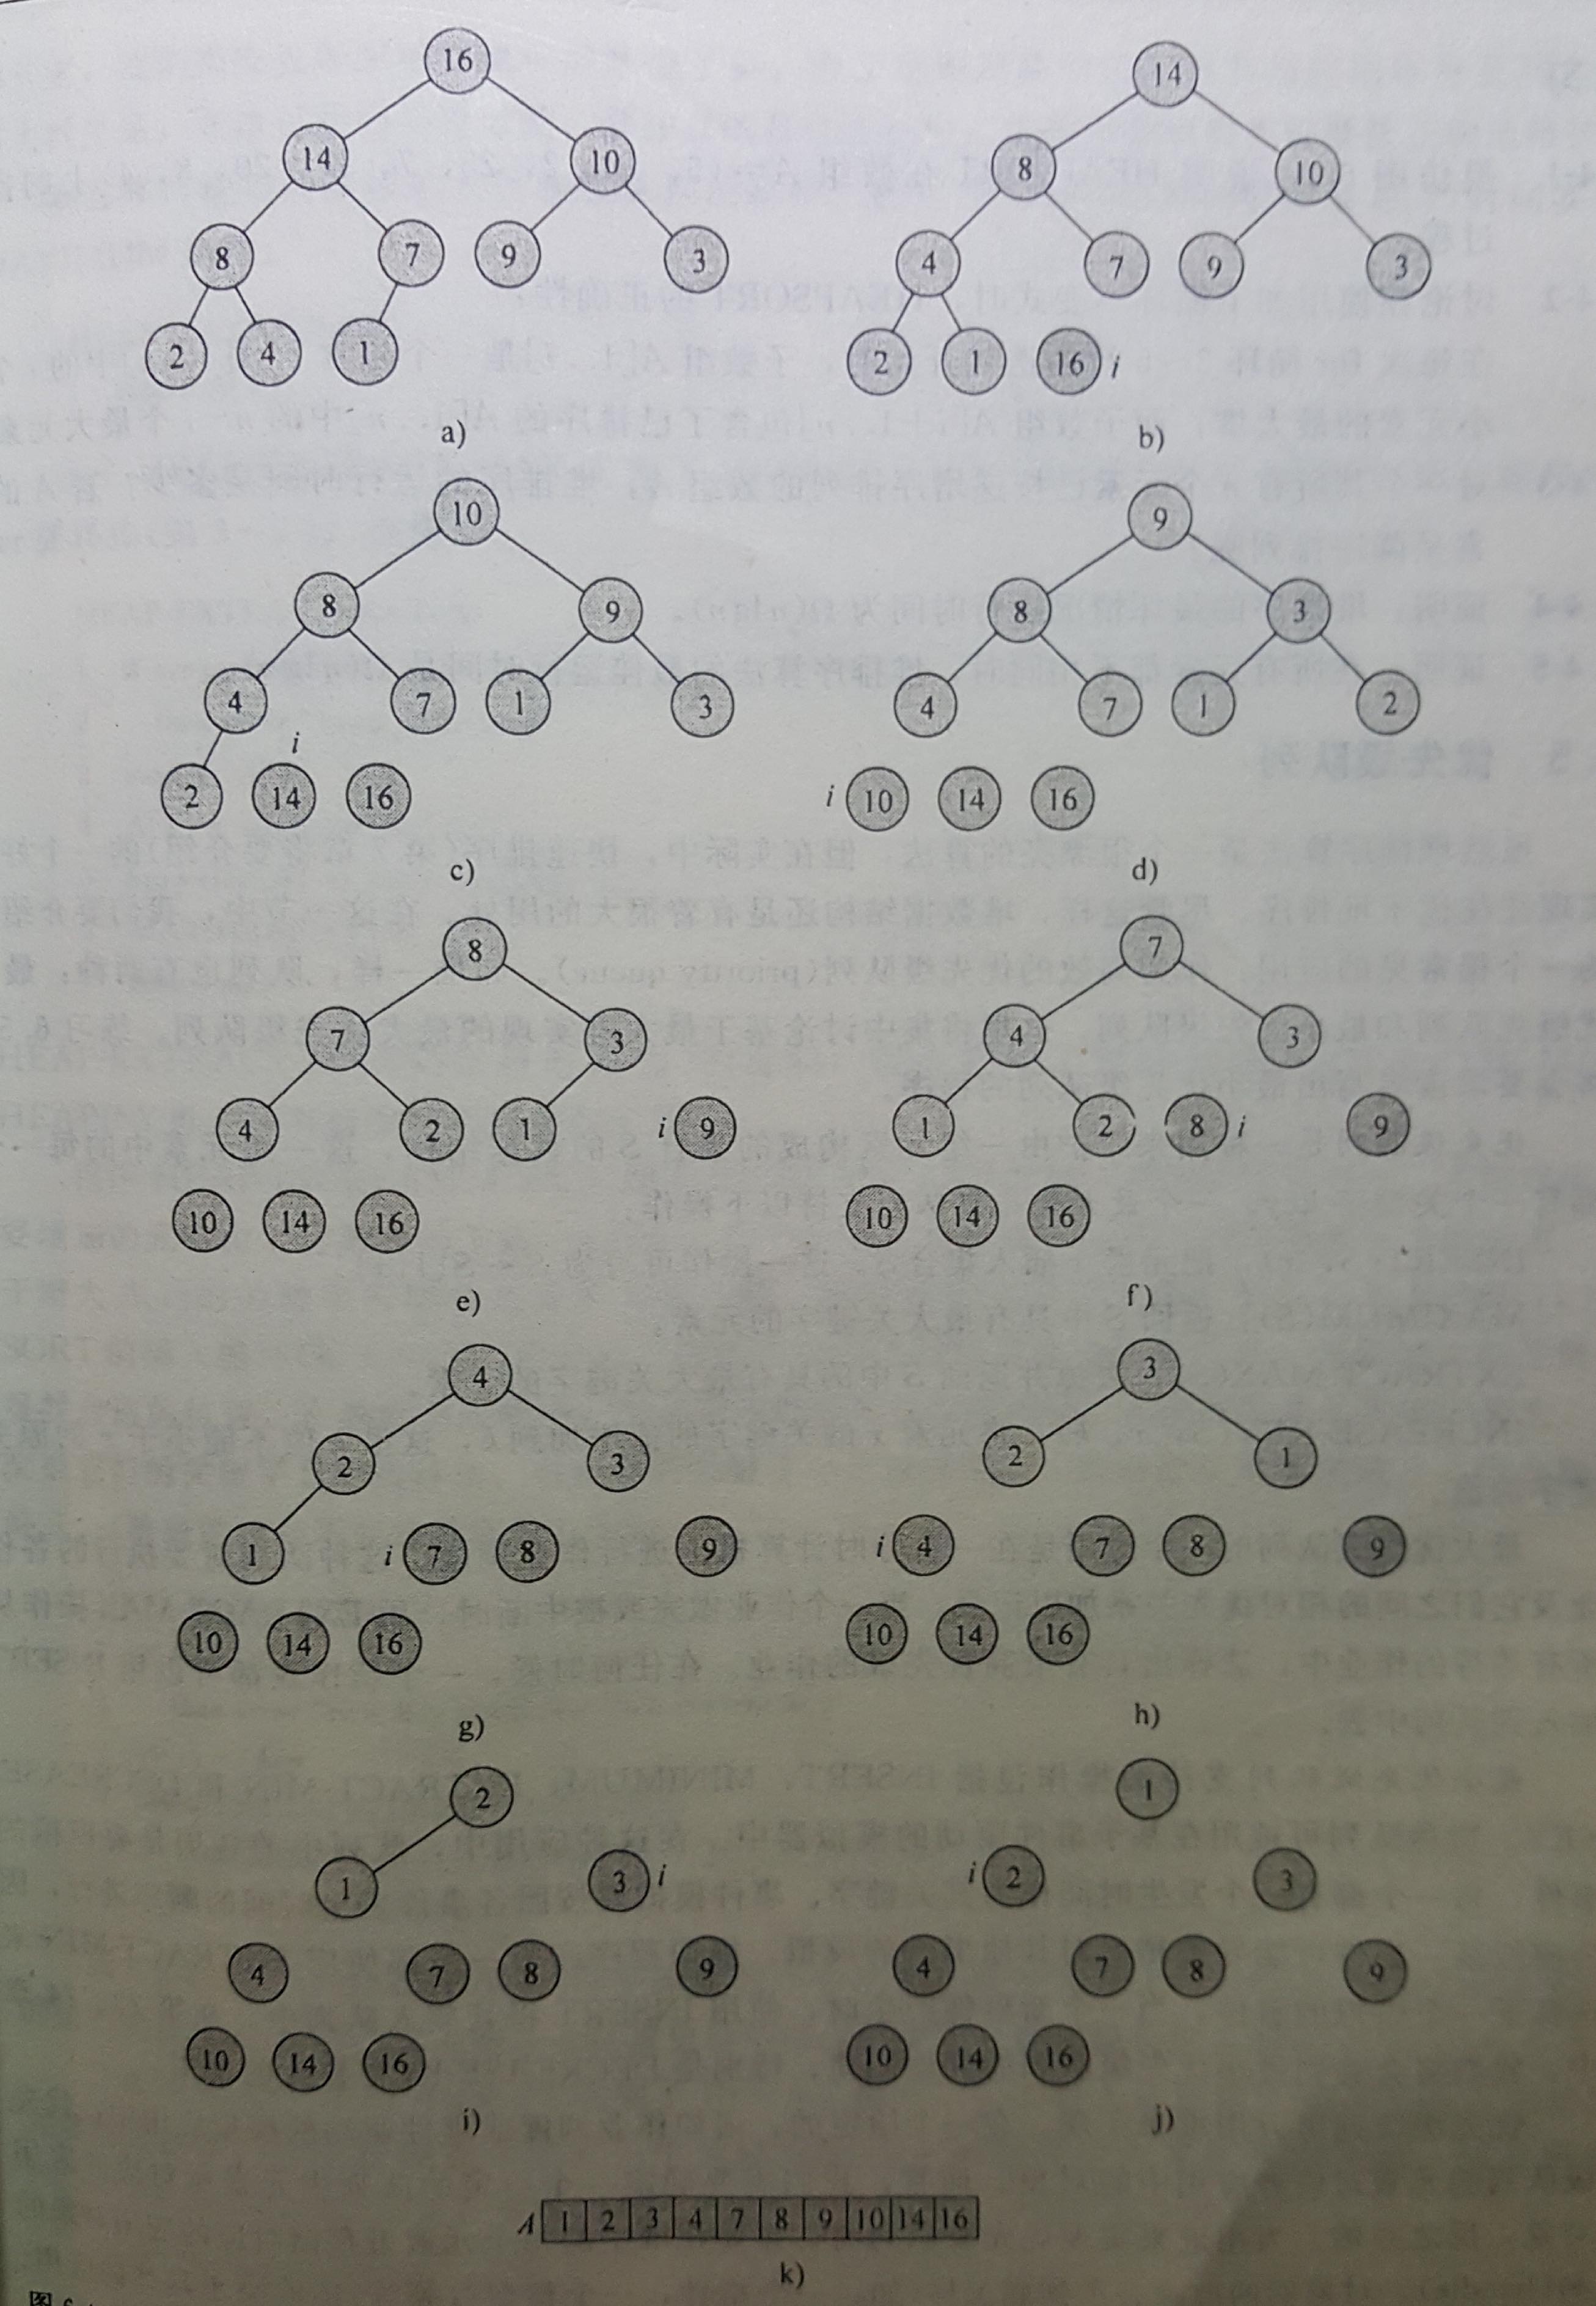 16
14 10
8 7 9 3
2 4 1
a)
14
8 10
4 7 9 3
2 1 16 i
b)
10
8 9
4 7 1 3
i
2 14 16
c)
9
8 3
4 7 1 2
i 10 14 16
d)
8
7 3
4 2 1 i 9
10 14 16
e)
7
4 3
1 2 8 i 9
10 14 16
f)
4
2 3
1 i 7 8 9
10 14 16
g)
3
2 1
i 4 7 8 9
10 14 16
h)
2
1 3 i
4 7 8 9
10 14 16
i)
1
i 2 3
4 7 8 9
10 14 16
j)
A 1 2 3 4 7 8 9 10 14 16
k)